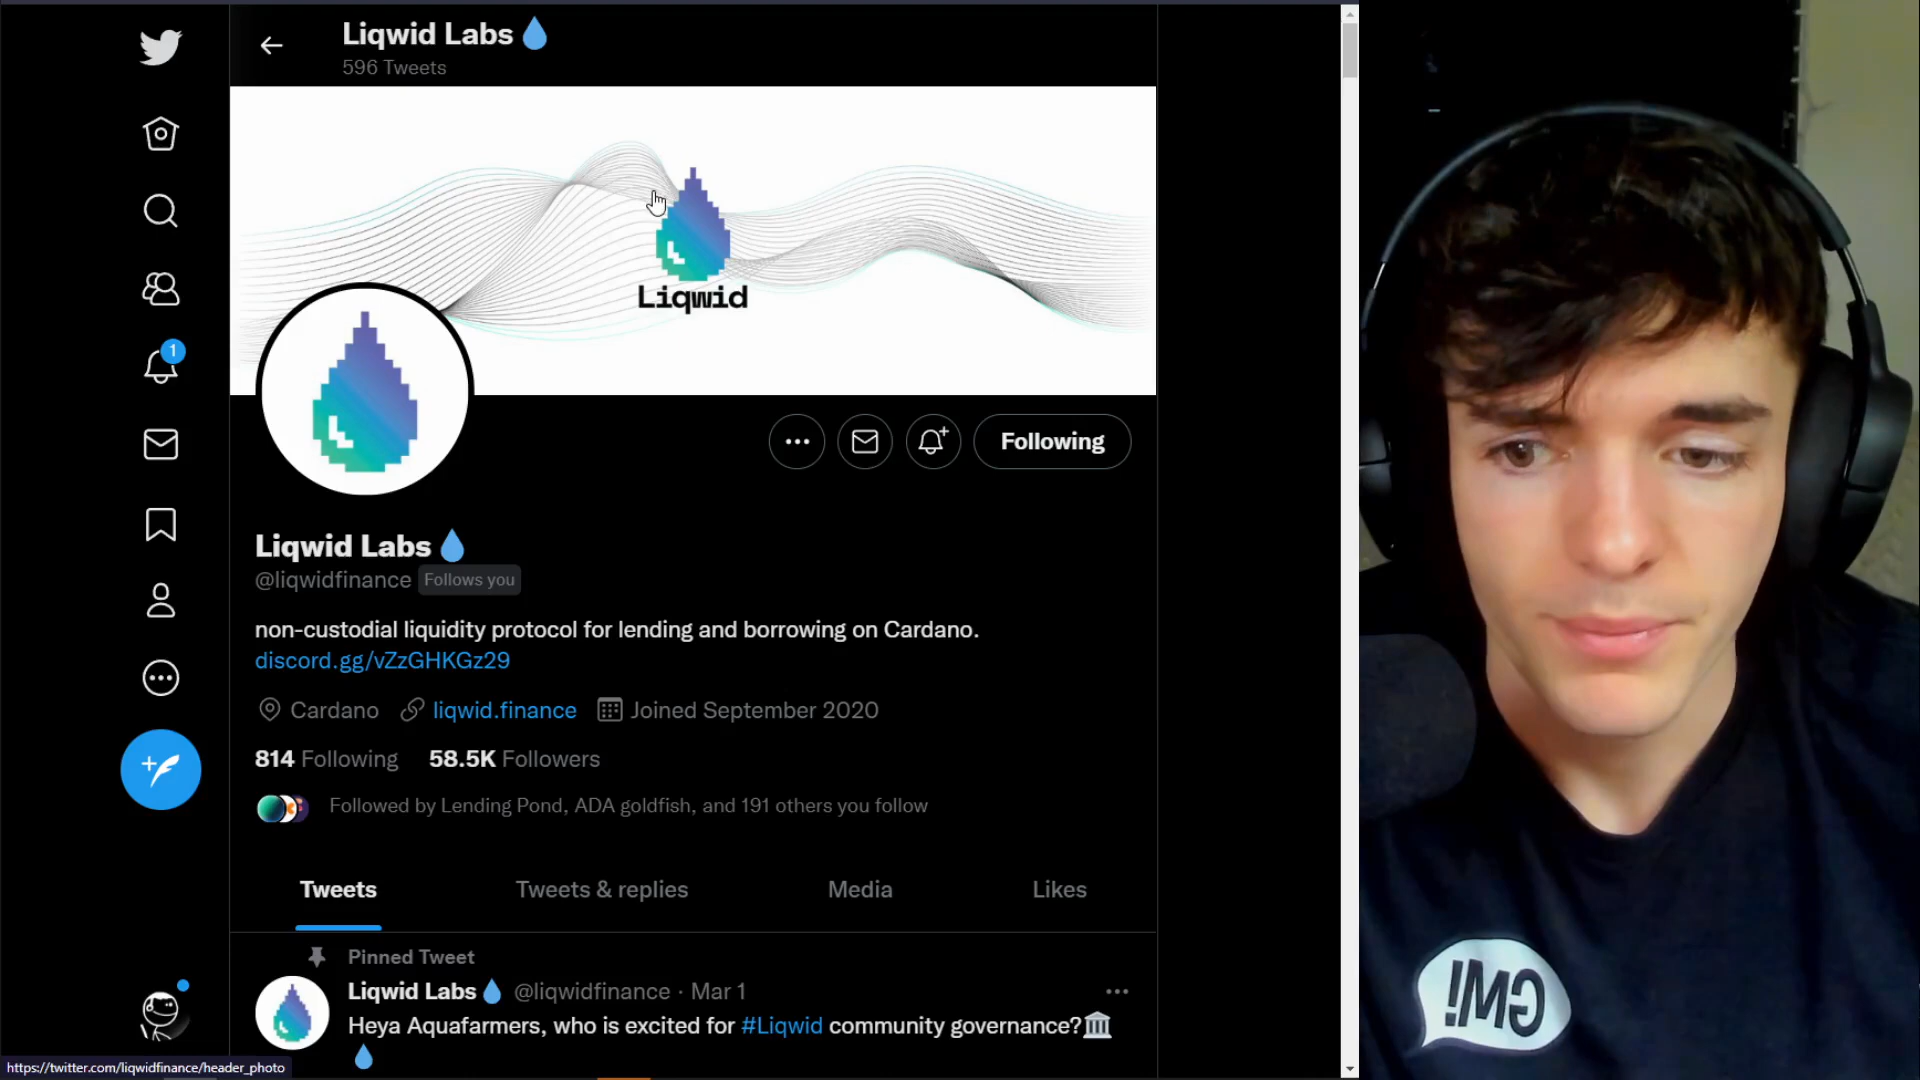 Liqwid Labs
596 Tweets
Liqwid
1
Following
Liqwid Labs
@liqwidfinance Follows you
non-custodial liquidity protocol for lending and borrowing on Cardano.
discord.gg/vZzGHKGz29
Cardano liqwid.finance Joined September 2020
814 Following 58.5K Followers
Followed by Lending Pond, ADA goldfish, and 191 others you follow
Tweets Tweets & replies Media Likes
Pinned Tweet
Liqwid Labs @liqwidfinance · Mar 1
Heya Aquafarmers, who is excited for #Liqwid community governance?🏛️
💧
https://twitter.com/liqwidfinance/header_photo
GM!